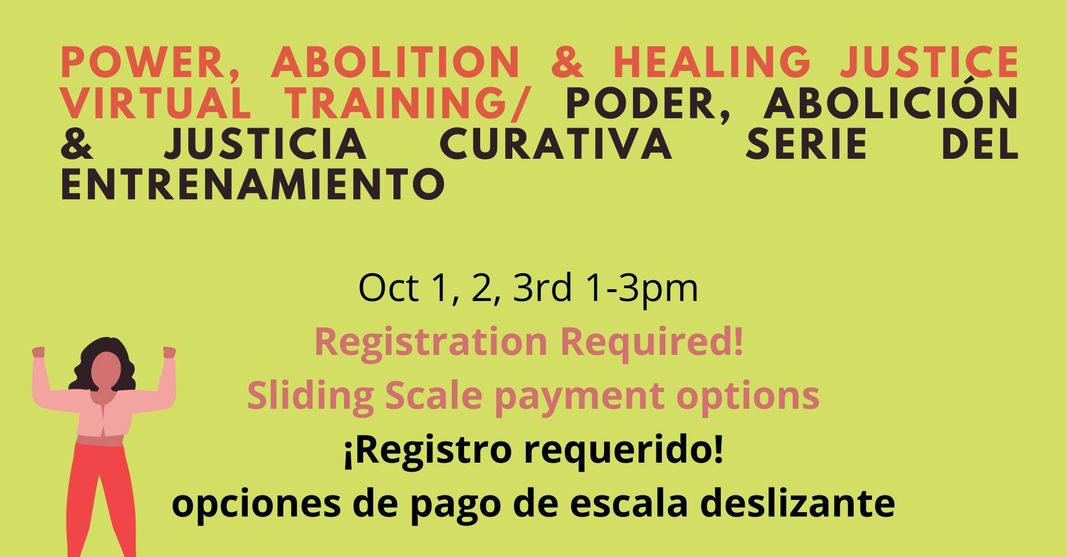 POWER, ABOLITION & HEALING JUSTICE
VIRTUAL TRAINING/ PODER, ABOLICIÓN
& JUSTICIA CURATIVA SERIE DEL
ENTRENAMIENTO
Oct 1, 2, 3rd 1-3pm
Registration Required!
Sliding Scale payment options
¡Registro requerido!
opciones de pago de escala deslizante